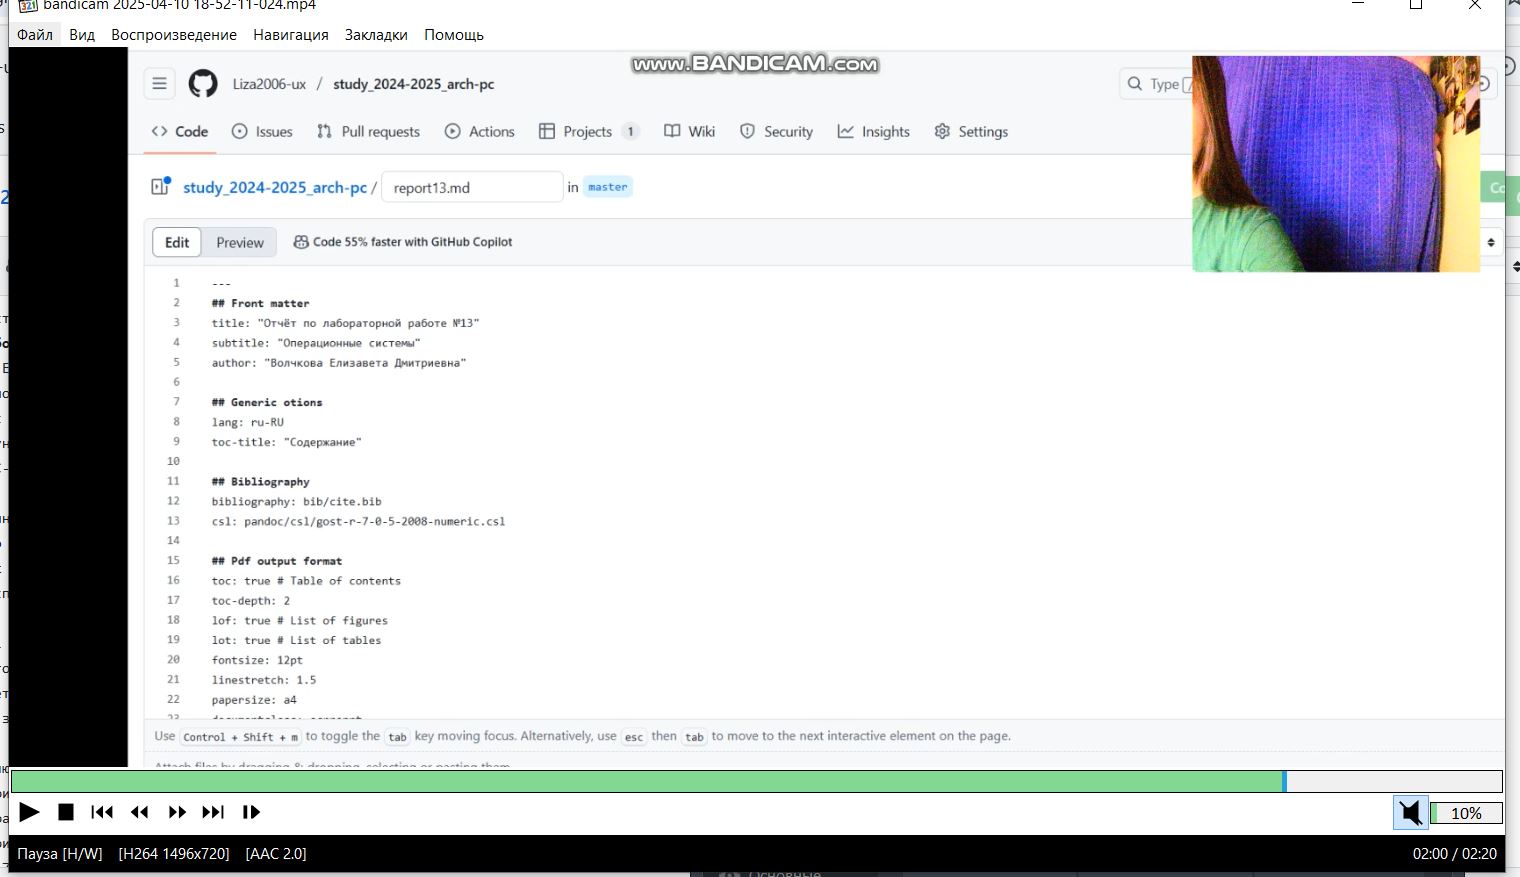 bandicam 2025-04-10 18-52-11-024.mp4
Файл Вид Воспроизведение Навигация Закладки Помощь
www.BANDICAM.com
Liza2006-ux / study_2024-2025_arch-pc
Type /
Code Issues Pull requests Actions Projects 1 Wiki Security Insights Settings
study_2024-2025_arch-pc / report13.md in master
Edit Preview Code 55% faster with GitHub Copilot
1 ---
2 ## Front matter
3 title: "Отчёт по лабораторной работе №13"
4 subtitle: "Операционные системы"
5 author: "Волчкова Елизавета Дмитриевна"
6
7 ## Generic otions
8 lang: ru-RU
9 toc-title: "Содержание"
10
11 ## Bibliography
12 bibliography: bib/cite.bib
13 csl: pandoc/csl/gost-r-7-0-5-2008-numeric.csl
14
15 ## Pdf output format
16 toc: true # Table of contents
17 toc-depth: 2
18 lof: true # List of figures
19 lot: true # List of tables
20 fontsize: 12pt
21 linestretch: 1.5
22 papersize: a4
Use Control + Shift + m to toggle the tab key moving focus. Alternatively, use esc then tab to move to the next interactive element on the page.
Attach files by dragging & dropping, selecting or pasting them.
10%
Пауза [H/W] [H264 1496x720] [AAC 2.0] 02:00 / 02:20